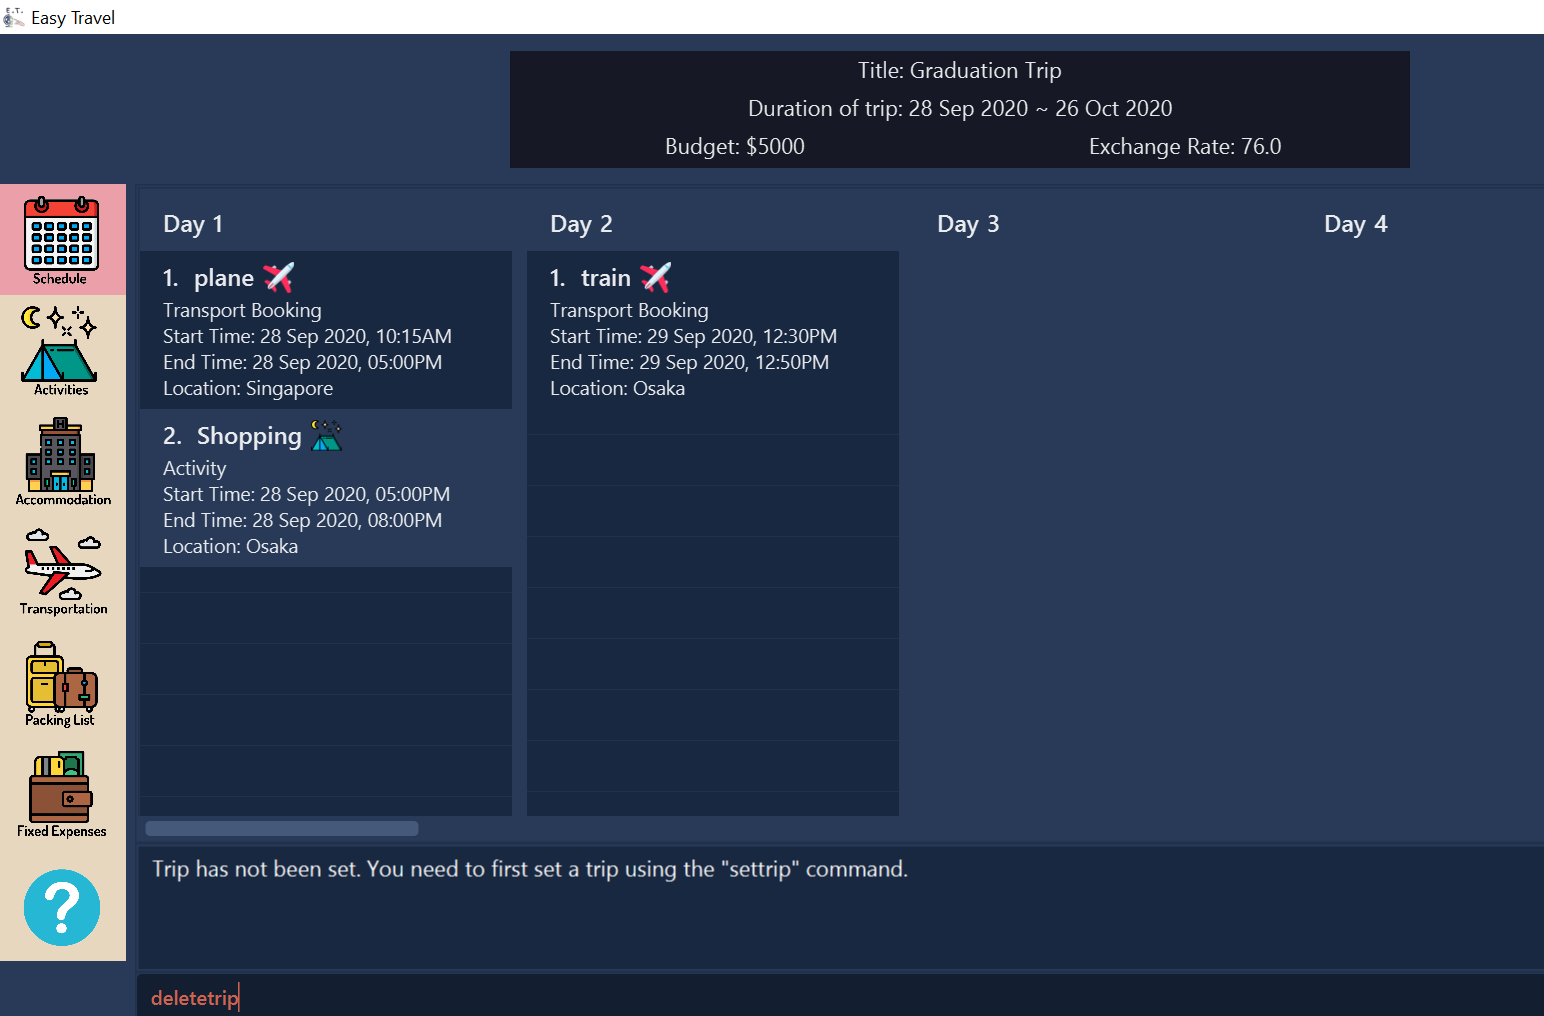 E.T.
Easy Travel
Title: Graduation Trip
Duration of trip: 28 Sep 2020 ~ 26 Oct 2020
Budget: $5000
Exchange Rate: 76.0
Schedule
Activities
H
Accommodation
Transportation
Packing List
Fixed Expenses
?
Day 1
1. plane
Transport Booking
Start Time: 28 Sep 2020, 10:15AM
End Time: 28 Sep 2020, 05:00PM
Location: Singapore
2. Shopping
Activity
Start Time: 28 Sep 2020, 05:00PM
End Time: 28 Sep 2020, 08:00PM
Location: Osaka
Day 2
1. train
Transport Booking
Start Time: 29 Sep 2020, 12:30PM
End Time: 29 Sep 2020, 12:50PM
Location: Osaka
Day 3
Day 4
Trip has not been set. You need to first set a trip using the "settrip" command.
deletetrip